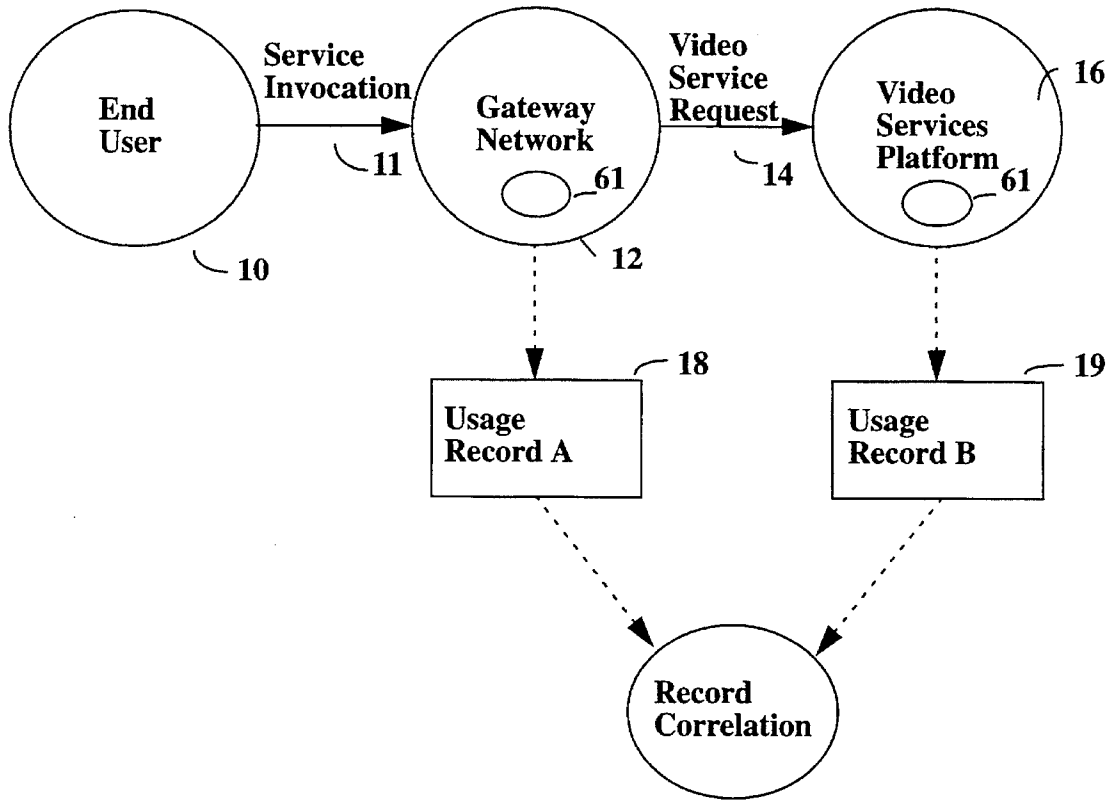 End
User
10
Service
Invocation
11
Gateway
Network
61
12
Video
Service
Request
14
Video
Services
Platform
61
16
Usage
Record A
18
Usage
Record B
19
Record
Correlation